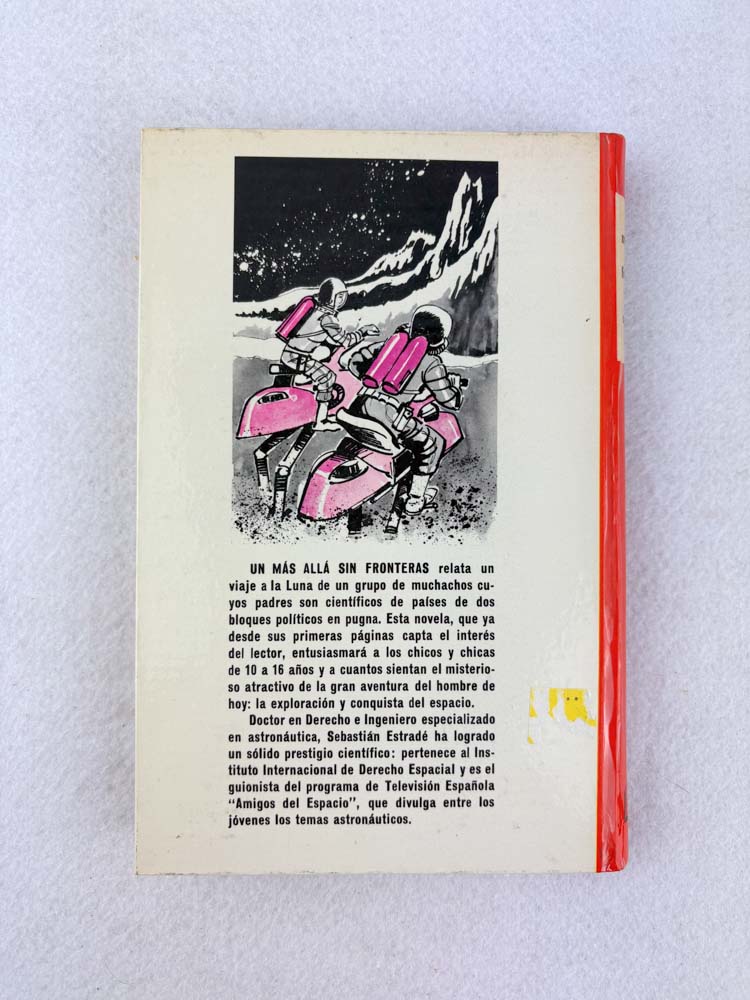 UN MÁS ALLÁ SIN FRONTERAS relata un
viaje a la Luna de un grupo de muchachos cu-
yos padres son científicos de países de dos
bloques políticos en pugna. Esta novela, que ya
desde sus primeras páginas capta el interés
del lector, entusiasmará a los chicos y chicas
de 10 a 16 años y a cuantos sientan el misterio-
so atractivo de la gran aventura del hombre de
hoy: la exploración y conquista del espacio.
Doctor en Derecho e Ingeniero especializado
en astronáutica, Sebastián Estradé ha logrado
un sólido prestigio científico: pertenece al Ins-
tituto Internacional de Derecho Espacial y es el
guionista del programa de Televisión Española
"Amigos del Espacio", que divulga entre los
jóvenes los temas astronáuticos.